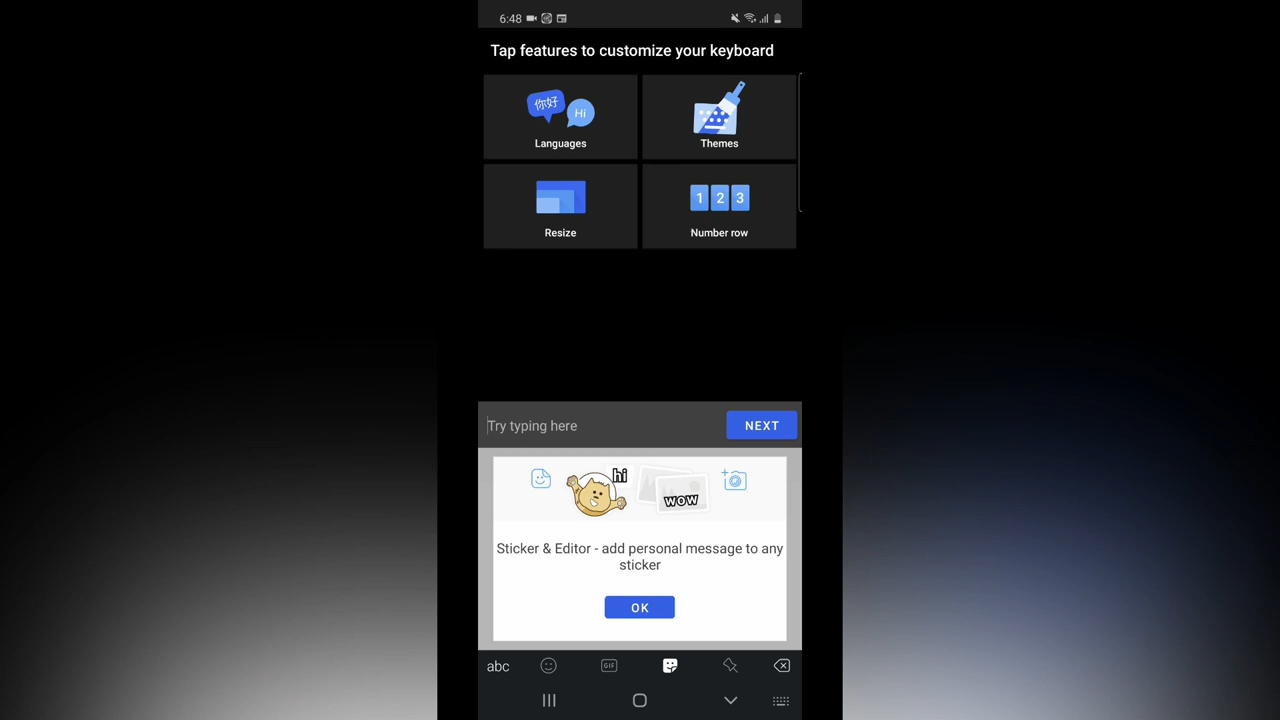 6:48
Tap features to customize your keyboard
你好
Hi
Languages
Themes
Resize
1 2 3
Number row
Try typing here
NEXT
hi
WOW
Sticker & Editor - add personal message to any
sticker
OK
abc
GIF